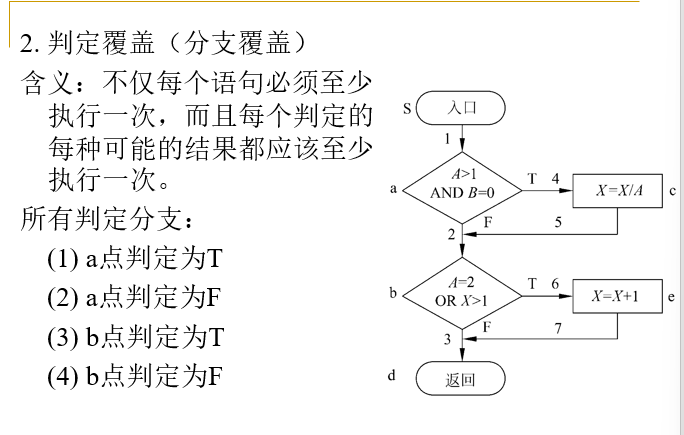 2. 判定覆盖（分支覆盖）
含义：不仅每个语句必须至少
执行一次，而且每个判定的
每种可能的结果都应该至少
执行一次。
所有判定分支：
(1) a点判定为T
(2) a点判定为F
(3) b点判定为T
(4) b点判定为F
S
入口
1
a
A>1
AND B=0
T 4
X=X/A
c
F
5
2
b
A=2
OR X>1
T 6
X=X+1
e
F
7
3
d
返回